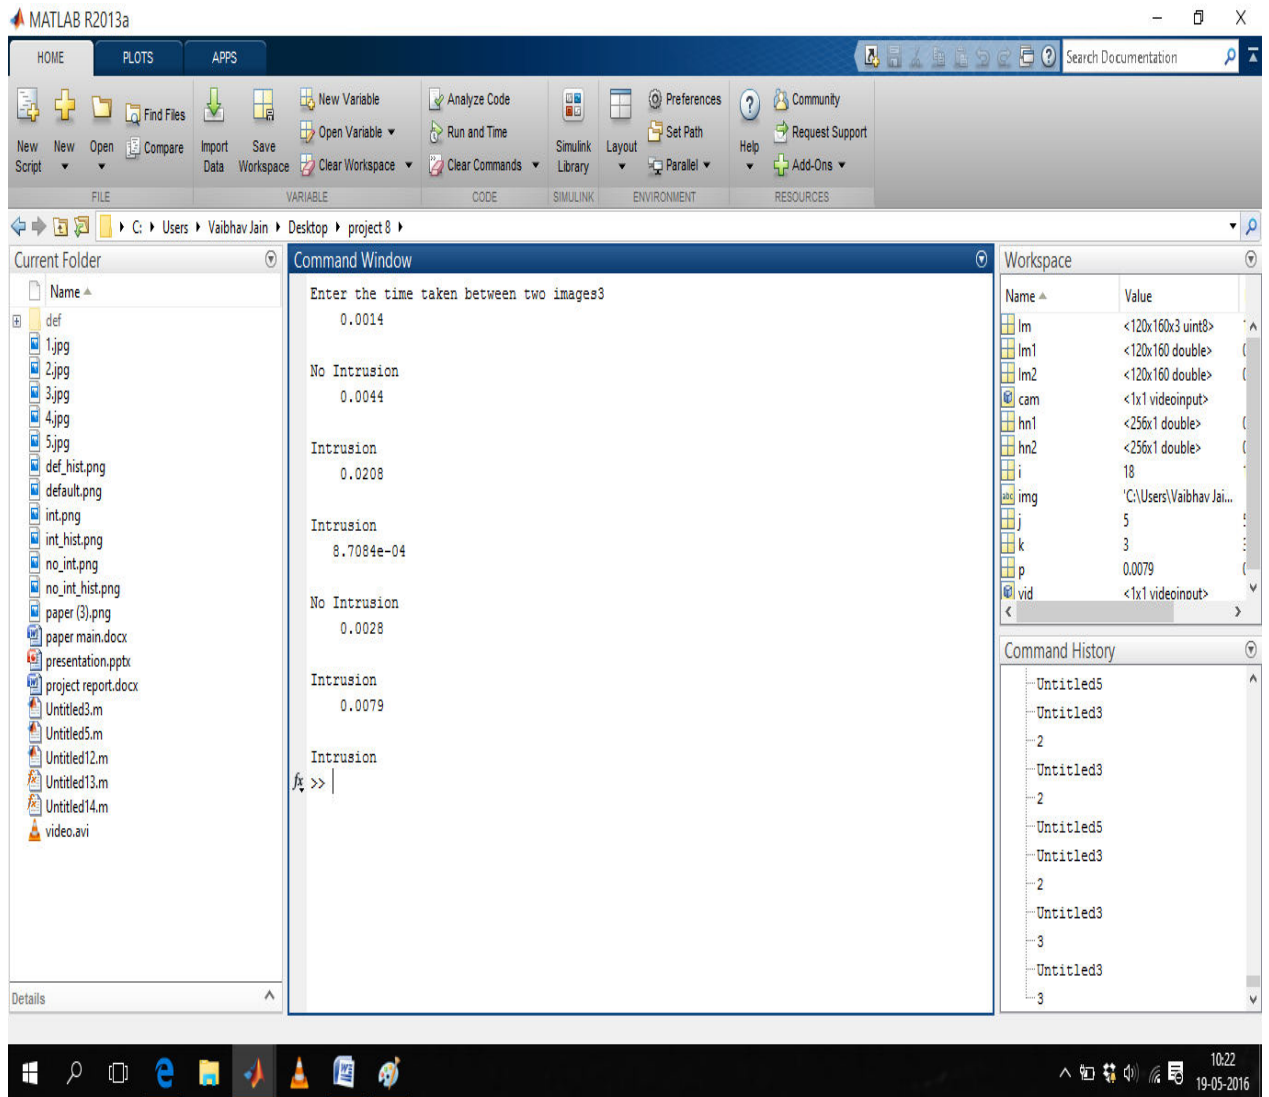 MATLAB R2013a
HOME PLOTS APPS
Search Documentation
New Script
New
Open
Find Files
Compare
Import Data
Save Workspace
New Variable
Open Variable
Clear Workspace
Analyze Code
Run and Time
Clear Commands
Simulink Library
Layout
Preferences
Set Path
Parallel
Help
Community
Request Support
Add-Ons
FILE VARIABLE CODE SIMULINK ENVIRONMENT RESOURCES
C: Users Vaibhav Jain Desktop project 8
Current Folder
Name
def
1.jpg
2.jpg
3.jpg
4.jpg
5.jpg
def_hist.png
default.png
int.png
int_hist.png
no_int.png
no_int_hist.png
paper (3).png
paper main.docx
presentation.pptx
project report.docx
Untitled3.m
Untitled5.m
Untitled12.m
Untitled13.m
Untitled14.m
video.avi
Details
Command Window
Enter the time taken between two images3
0.0014
No Intrusion
0.0044
Intrusion
0.0208
Intrusion
8.7084e-04
No Intrusion
0.0028
Intrusion
0.0079
Intrusion
fx >>
Workspace
Name Value
Im <120x160x3 uint8>
Im1 <120x160 double>
Im2 <120x160 double>
cam <1x1 videoinput>
hn1 <256x1 double>
hn2 <256x1 double>
i 18
abc img 'C:\Users\Vaibhav Jai...
j 5
k 3
p 0.0079
vid <1x1 videoinput>
Command History
Untitled5
Untitled3
2
Untitled3
2
Untitled5
Untitled3
2
Untitled3
3
Untitled3
3
10:22
19-05-2016